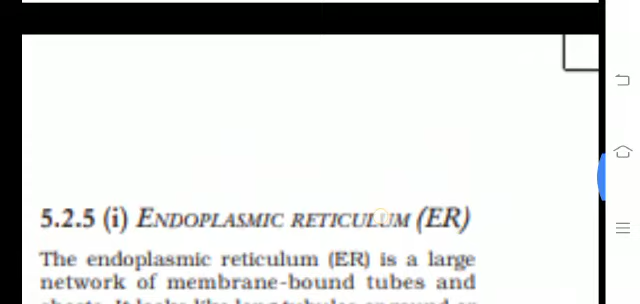 5.2.5 (i) ENDOPLASMIC RETICULUM (ER)
The endoplasmic reticulum (ER) is a large
network of membrane-bound tubes and